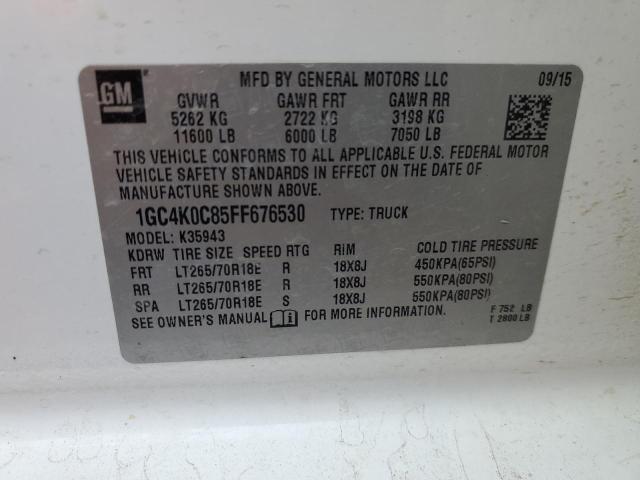 GM
MFD BY GENERAL MOTORS LLC 09/15
GVWR GAWR FRT GAWR RR
5262 KG 2722 KG 3198 KG
11600 LB 6000 LB 7050 LB
THIS VEHICLE CONFORMS TO ALL APPLICABLE U.S. FEDERAL MOTOR
VEHICLE SAFETY STANDARDS IN EFFECT ON THE DATE OF
MANUFACTURE SHOWN ABOVE.
1GC4K0C85FF676530 TYPE: TRUCK
MODEL: K35943
KDRW TIRE SIZE SPEED RTG RIM COLD TIRE PRESSURE
FRT LT265/70R18E R 18X8J 450KPA(65PSI)
RR LT265/70R18E R 18X8J 550KPA(80PSI)
SPA LT265/70R18E S 18X8J 550KPA(80PSI)
SEE OWNER'S MANUAL FOR MORE INFORMATION. F 752 LB
T 2800 LB